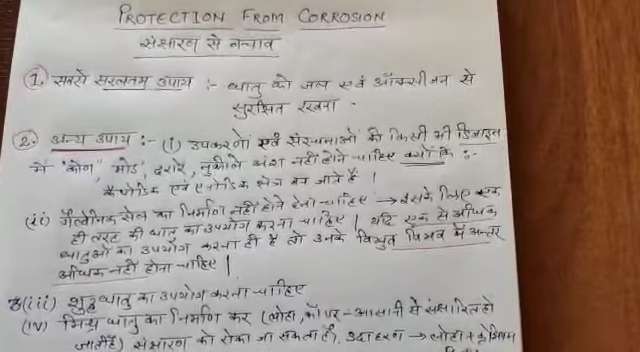 PROTECTION FROM CORROSION
संक्षारण से बचाव
1. सबसे सरलतम उपाय :- धातु को जल एवं ऑक्सीजन से
सुरक्षित रखना .
2. अन्य उपाय :- (i) उपकरणों एवं संरचनाओं की किसी भी डिजाइन
में 'कोण', मोड़, दरारें, नुकीले अंश नहीं होने चाहिए क्योंकि :-
कैथोडिक एवं एनोडिक क्षेत्र बन जाते हैं ।
(ii) गैल्वेनिक सेल का निर्माण नहीं होने देना चाहिए → इसके लिए एक
ही तरह की धातु का उपयोग करना चाहिए | यदि एक से अधिक
धातुओं का उपयोग करना ही है तो उनके विद्युत विभव में अन्तर
अधिक नहीं होना चाहिए |
(iii) शुद्ध धातु का उपयोग करना चाहिए
(iv) मिश्र धातु का निर्माण कर (लोहा, कॉपर - आसानी से संक्षारित हो
जाते हैं) संक्षारण को रोका जा सकता है, उदाहरण → लोहा + क्रोमियम